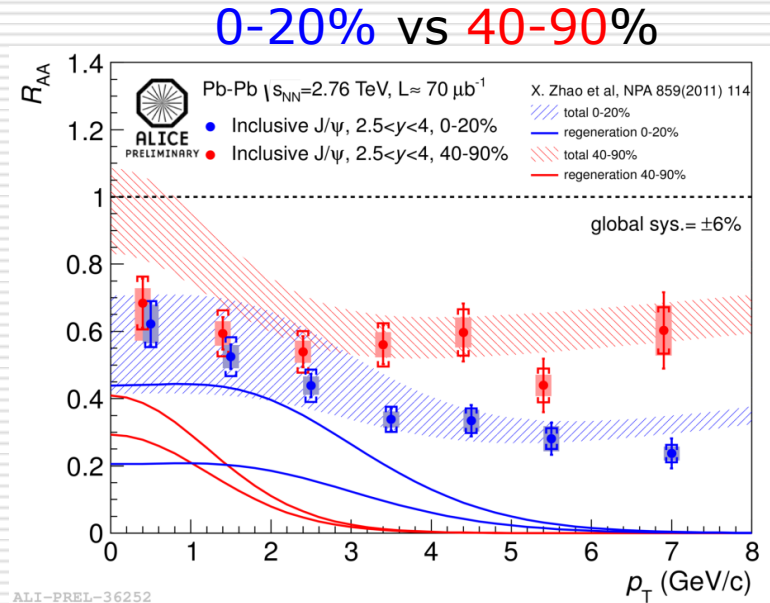 0-20% vs 40-90%
R_AA
Pb-Pb √s_NN=2.76 TeV, L≈ 70 μb⁻¹
Inclusive J/ψ, 2.5<y<4, 0-20%
Inclusive J/ψ, 2.5<y<4, 40-90%
ALICE
PRELIMINARY
X. Zhao et al, NPA 859(2011) 114
total 0-20%
regeneration 0-20%
total 40-90%
regeneration 40-90%
global sys.= ±6%
1.4
1.2
1
0.8
0.6
0.4
0.2
0
0 1 2 3 4 5 6 7 8
p_T (GeV/c)
ALI-PREL-36252